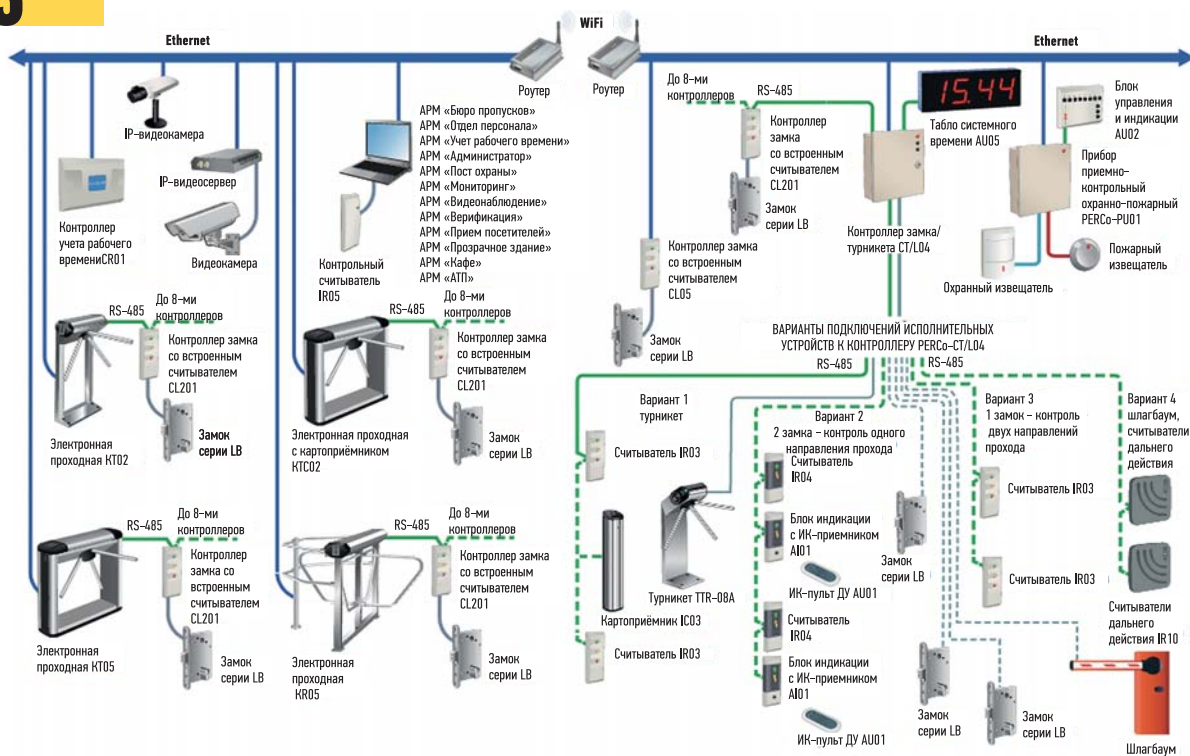 WiFi
Ethernet
Ethernet
Роутер
Роутер
IP-видеокамера
IP-видеосервер
Контроллер
учета рабочего
времениCR01
Видеокамера
АРМ «Бюро пропусков»
АРМ «Отдел персонала»
АРМ «Учет рабочего времени»
АРМ «Администратор»
АРМ «Пост охраны»
АРМ «Мониторинг»
АРМ «Видеонаблюдение»
АРМ «Верификация»
АРМ «Прием посетителей»
АРМ «Прозрачное здание»
АРМ «Кафе»
АРМ «АТП»
Контрольный
считыватель
IR05
RS-485
До 8-ми
контроллеров
Контроллер замка
со встроенным
считывателем
CL201
Замок
серии LB
Электронная
проходная KT02
RS-485
До 8-ми
контроллеров
Контроллер замка
со встроенным
считывателем
CL201
Замок
серии LB
Электронная проходная
с картоприёмником
KTC02
RS-485
До 8-ми
контроллеров
Контроллер
замка со
встроенным
считывателем
CL201
Замок
серии LB
Электронная
проходная KT05
RS-485
До 8-ми
контроллеров
Контроллер замка
со встроенным
считывателем
CL201
Замок
серии LB
Электронная
проходная
KR05
До 8-ми
контроллеров
RS-485
Контроллер
замка
со встроенным
считывателем
CL201
Замок
серии LB
Контроллер замка
со встроенным
считывателем
CL05
Замок
серии LB
15.44
Табло системного
времени AU05
Контроллер замка/
турникета CT/L04
Блок
управления
и индикации
AU02
Прибор
приемно-
контрольный
охранно-пожарный
PERCo-PU01
Пожарный
извещатель
Охранный извещатель
ВАРИАНТЫ ПОДКЛЮЧЕНИЙ ИСПОЛНИТЕЛЬНЫХ
УСТРОЙСТВ К КОНТРОЛЛЕРУ PERCo-CT/L04
RS-485
RS-485
Вариант 1
турникет
Считыватель IR03
Турникет TTR-08A
Картоприёмник IC03
Считыватель IR03
Вариант 2
2 замка – контроль одного
направления прохода
Считыватель
IR04
Блок индикации
с ИК-приемником
AI01
ИК-пульт ДУ AU01
Считыватель
IR04
Блок индикации
с ИК-приемником
AI01
ИК-пульт ДУ AU01
Замок
серии LB
Замок
серии LB
Вариант 3
1 замок – контроль
двух направлений
прохода
Считыватель IR03
Считыватель IR03
Замок
серии LB
Вариант 4
шлагбаум,
считыватели
дальнего
действия
Считыватели
дальнего
действия IR10
Шлагбаум